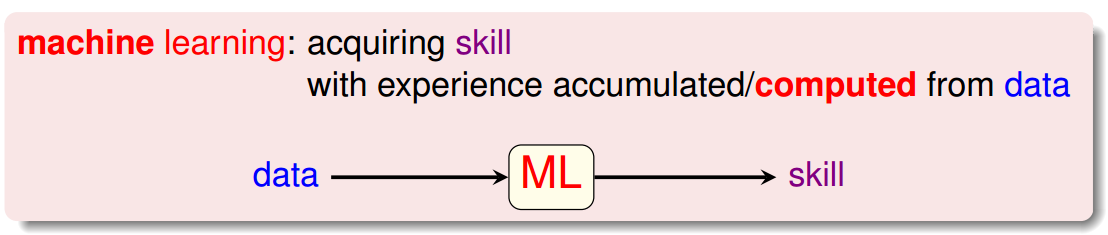 machine learning: acquiring skill
with experience accumulated/computed from data
data ML skill